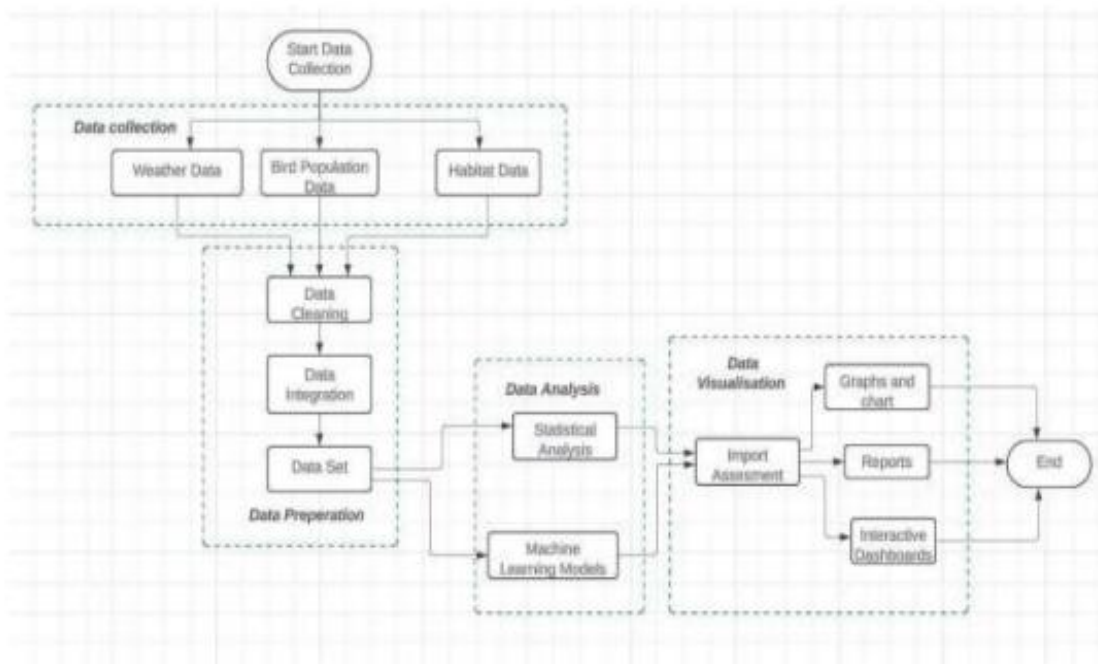 Start Data
Collection
Data collection
Weather Data
Bird Population
Data
Habitat Data
Data
Cleaning
Data
Integration
Data Set
Data Preperation
Data Analysis
Statistical
Analysis
Machine
Learning Models
Data
Visualisation
Import
Assesment
Graphs and
chart
Reports
Interactive
Dashboards
End